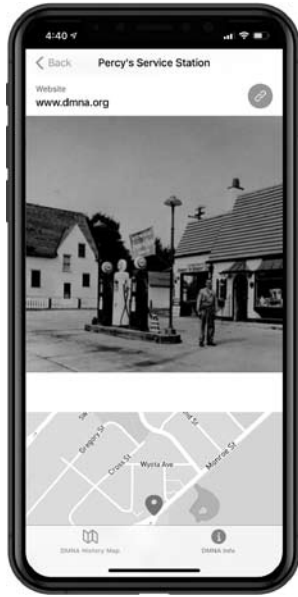 4:40
Back
Percy's Service Station
Website
www.dmna.org
Gregory St
Cross St
Wyota Ave
Monroe St
DMNA History Map
DMNA Info